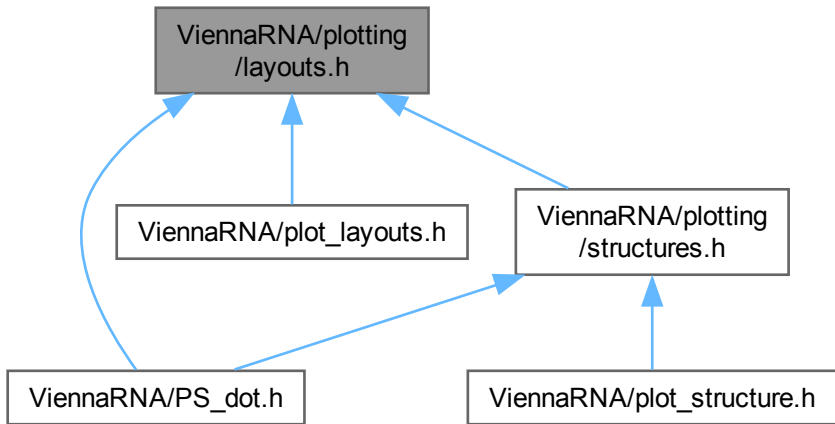 ViennaRNA/plotting
/layouts.h
ViennaRNA/plot_layouts.h
ViennaRNA/plotting
/structures.h
ViennaRNA/PS_dot.h
ViennaRNA/plot_structure.h